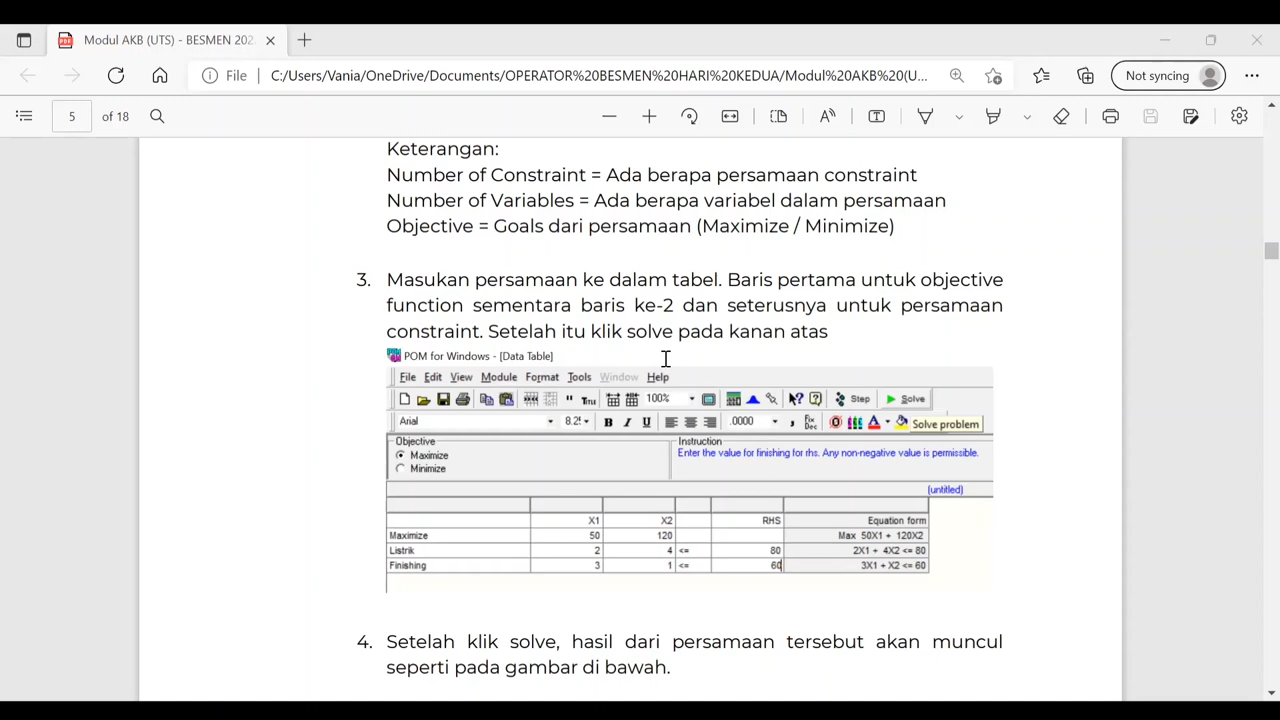 Modul AKB (UTS) - BESMEN 202
File
C:/Users/Vania/OneDrive/Documents/OPERATOR%20BESMEN%20HARI%20KEDUA/Modul%20AKB%20(U...
Not syncing
5 of 18
Keterangan:
Number of Constraint = Ada berapa persamaan constraint
Number of Variables = Ada berapa variabel dalam persamaan
Objective = Goals dari persamaan (Maximize / Minimize)
3. Masukan persamaan ke dalam tabel. Baris pertama untuk objective
function sementara baris ke-2 dan seterusnya untuk persamaan
constraint. Setelah itu klik solve pada kanan atas
POM for Windows - [Data Table]
File Edit View Module Format Tools Window Help
100% Step Solve
Arial 8.2 B I U .0000 Fix Dec
Solve problem
Objective
Maximize
Minimize
Instruction
Enter the value for finishing for rhs. Any non-negative value is permissible.
(untitled)
X1 X2 RHS Equation form
Maximize 50 120 Max 50X1 + 120X2
Listrik 2 4 <= 80 2X1 + 4X2 <= 80
Finishing 3 1 <= 60 3X1 + X2 <= 60
4. Setelah klik solve, hasil dari persamaan tersebut akan muncul
seperti pada gambar di bawah.